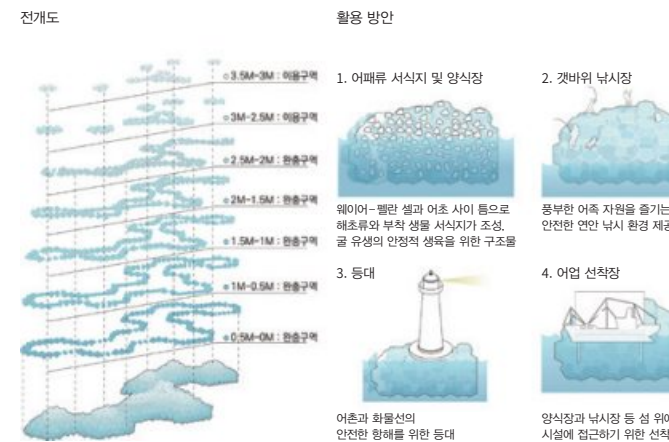 전개도
3.5M-3M : 이용구역
3M-2.5M : 이용구역
2.5M-2M : 완충구역
2M-1.5M : 완충구역
1.5M-1M : 완충구역
1M-0.5M : 완충구역
0.5M-0M : 완충구역
활용 방안
1. 어패류 서식지 및 양식장
웨이어-펠란 셀과 어초 사이 틈으로
해초류와 부착 생물 서식지가 조성.
굴 유생의 안정적 생육을 위한 구조물
2. 갯바위 낚시장
풍부한 어족 자원을 즐기는
안전한 연안 낚시 환경
3. 등대
어촌과 화물선의
안전한 항해를 위한 등대
4. 어업 선착장
양식장과 낚시장 등 섬
시설에 접근하기 위한